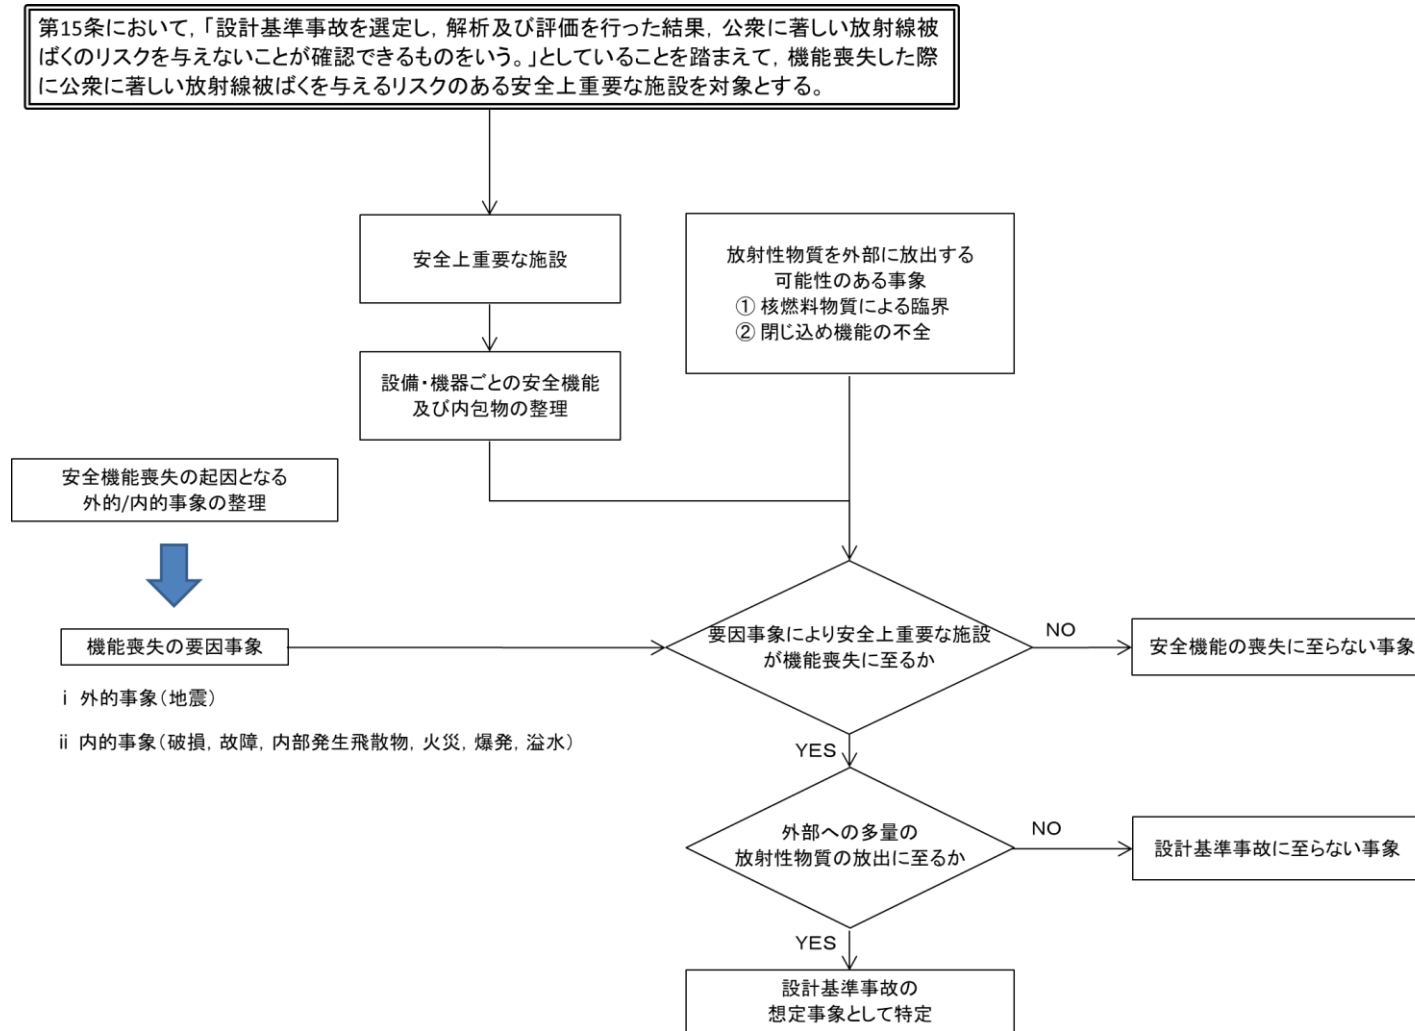 第15条において，「設計基準事故を選定し，解析及び評価を行った結果，公衆に著しい放射線被
ばくのリスクを与えないことが確認できるものをいう。」としていることを踏まえて，機能喪失した際
に公衆に著しい放射線被ばくを与えるリスクのある安全上重要な施設を対象とする。
安全上重要な施設
放射性物質を外部に放出する
可能性のある事象
① 核燃料物質による臨界
② 閉じ込め機能の不全
設備・機器ごとの安全機能
及び内包物の整理
安全機能喪失の起因となる
外的/内的事象の整理
機能喪失の要因事象
ⅰ 外的事象（地震）
ⅱ 内的事象（破損，故障，内部発生飛散物，火災，爆発，溢水）
要因事象により安全上重要な施設
が機能喪失に至るか
NO
安全機能の喪失に至らない事象
YES
外部への多量の
放射性物質の放出に至るか
NO
設計基準事故に至らない事象
YES
設計基準事故の
想定事象として特定